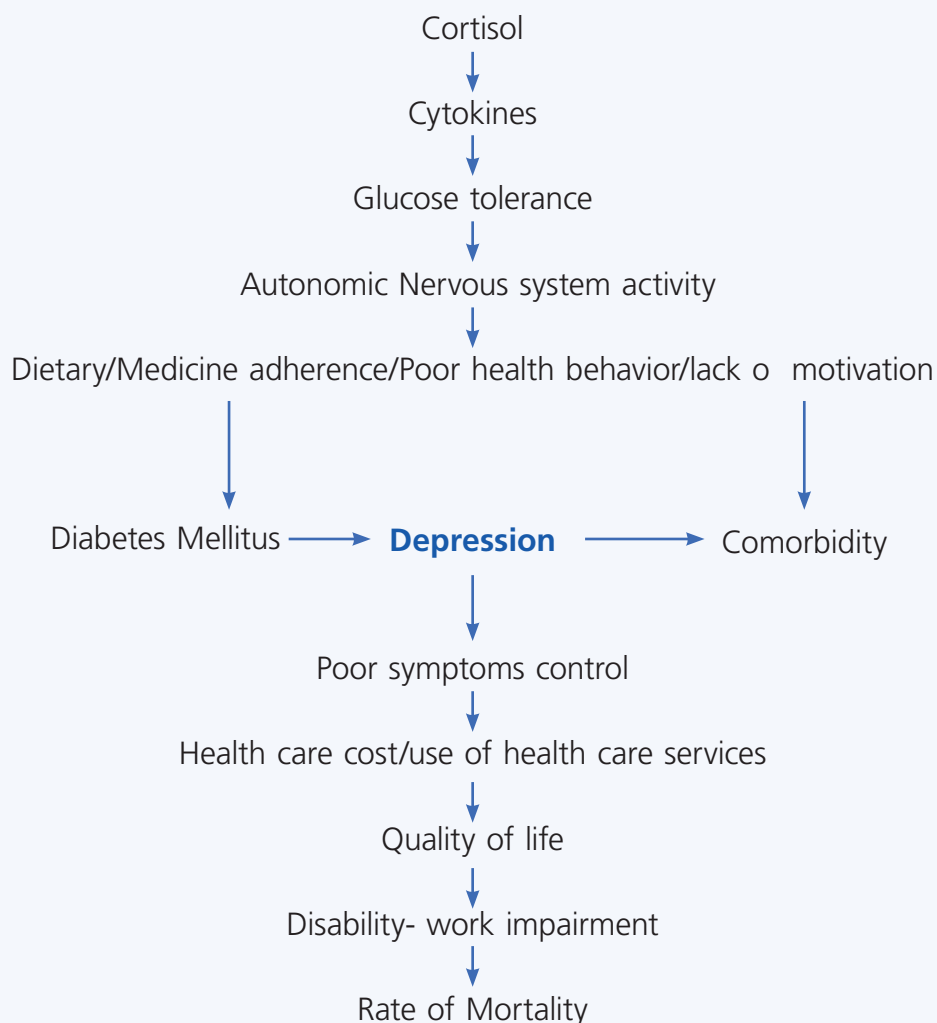 Cortisol
Cytokines
Glucose tolerance
Autonomic Nervous system activity
Dietary/Medicine adherence/Poor health behavior/lack o motivation
Diabetes Mellitus Depression Comorbidity
Poor symptoms control
Health care cost/use of health care services
Quality of life
Disability- work impairment
Rate of Mortality